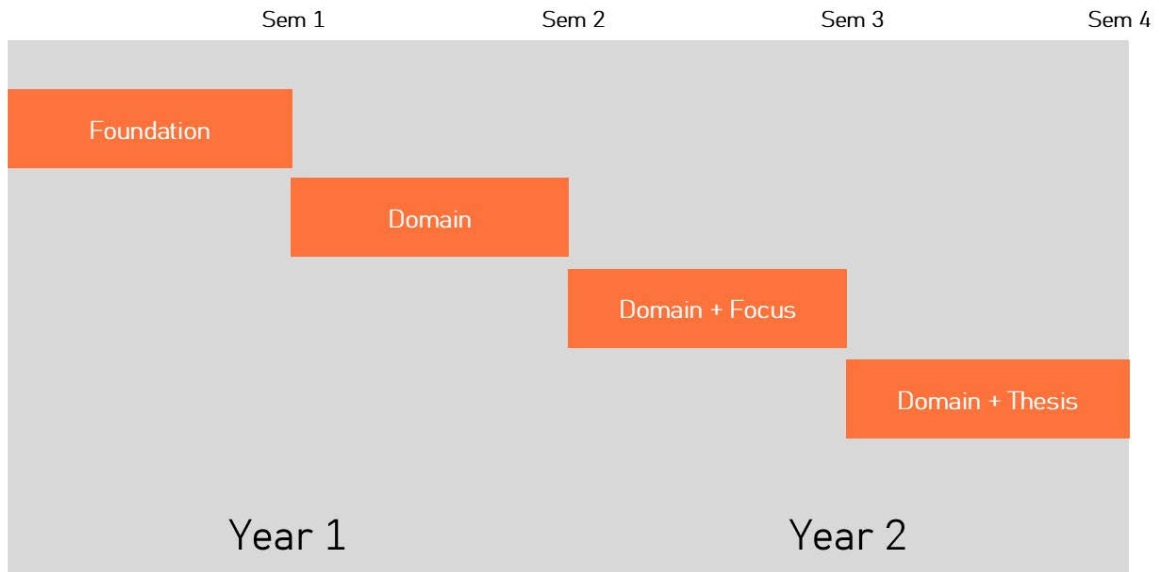 Sem 1
Sem 2
Sem 3
Sem 4
Foundation
Domain
Domain + Focus
Domain + Thesis
Year 1
Year 2